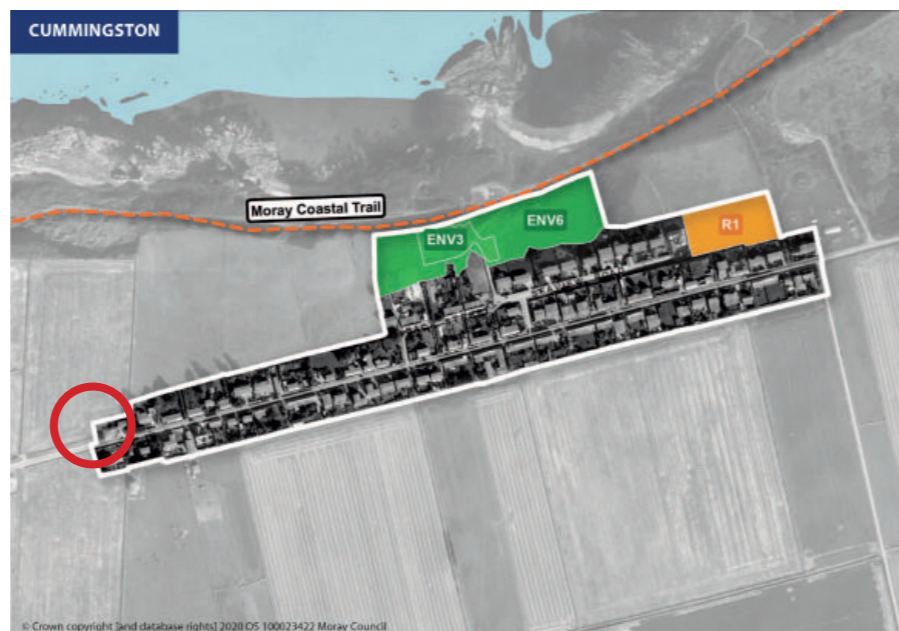 CUMMINGSTON
Moray Coastal Trail
ENV3
ENV6
R1
© Crown copyright [and database rights] 2020 OS 100023422 Moray Council